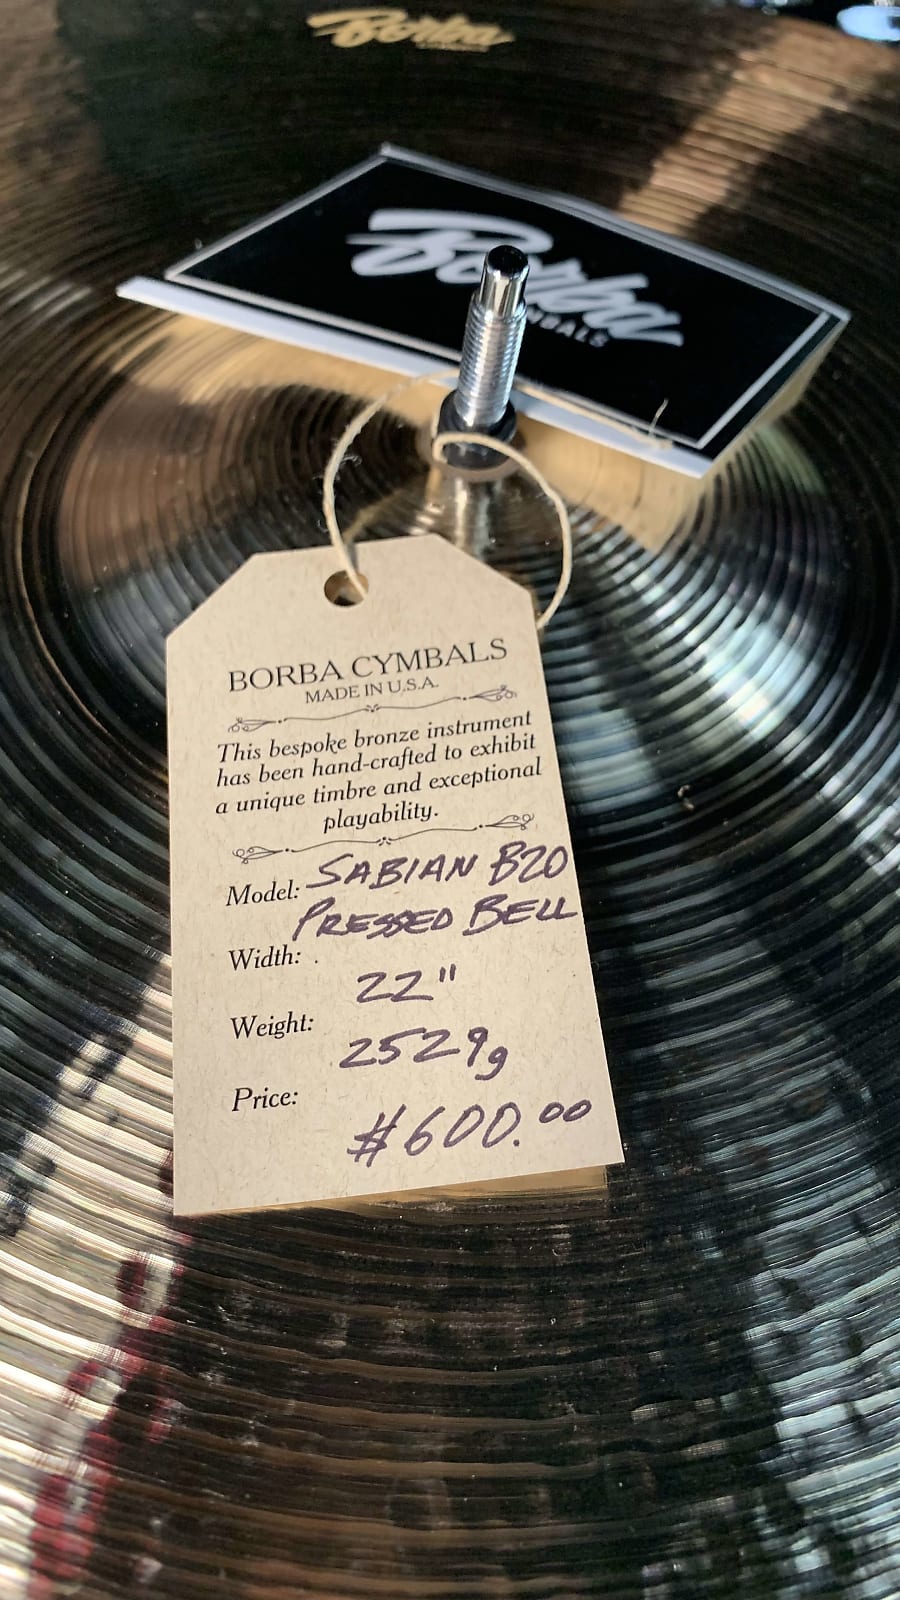 Borba
Borba
CYMBALS
BORBA CYMBALS
MADE IN U.S.A.
This bespoke bronze instrument
has been hand-crafted to exhibit
a unique timbre and exceptional
playability.
Model: SABIAN B20
PRESSED BELL
Width:
22"
Weight:
2529g
Price:
#600.00